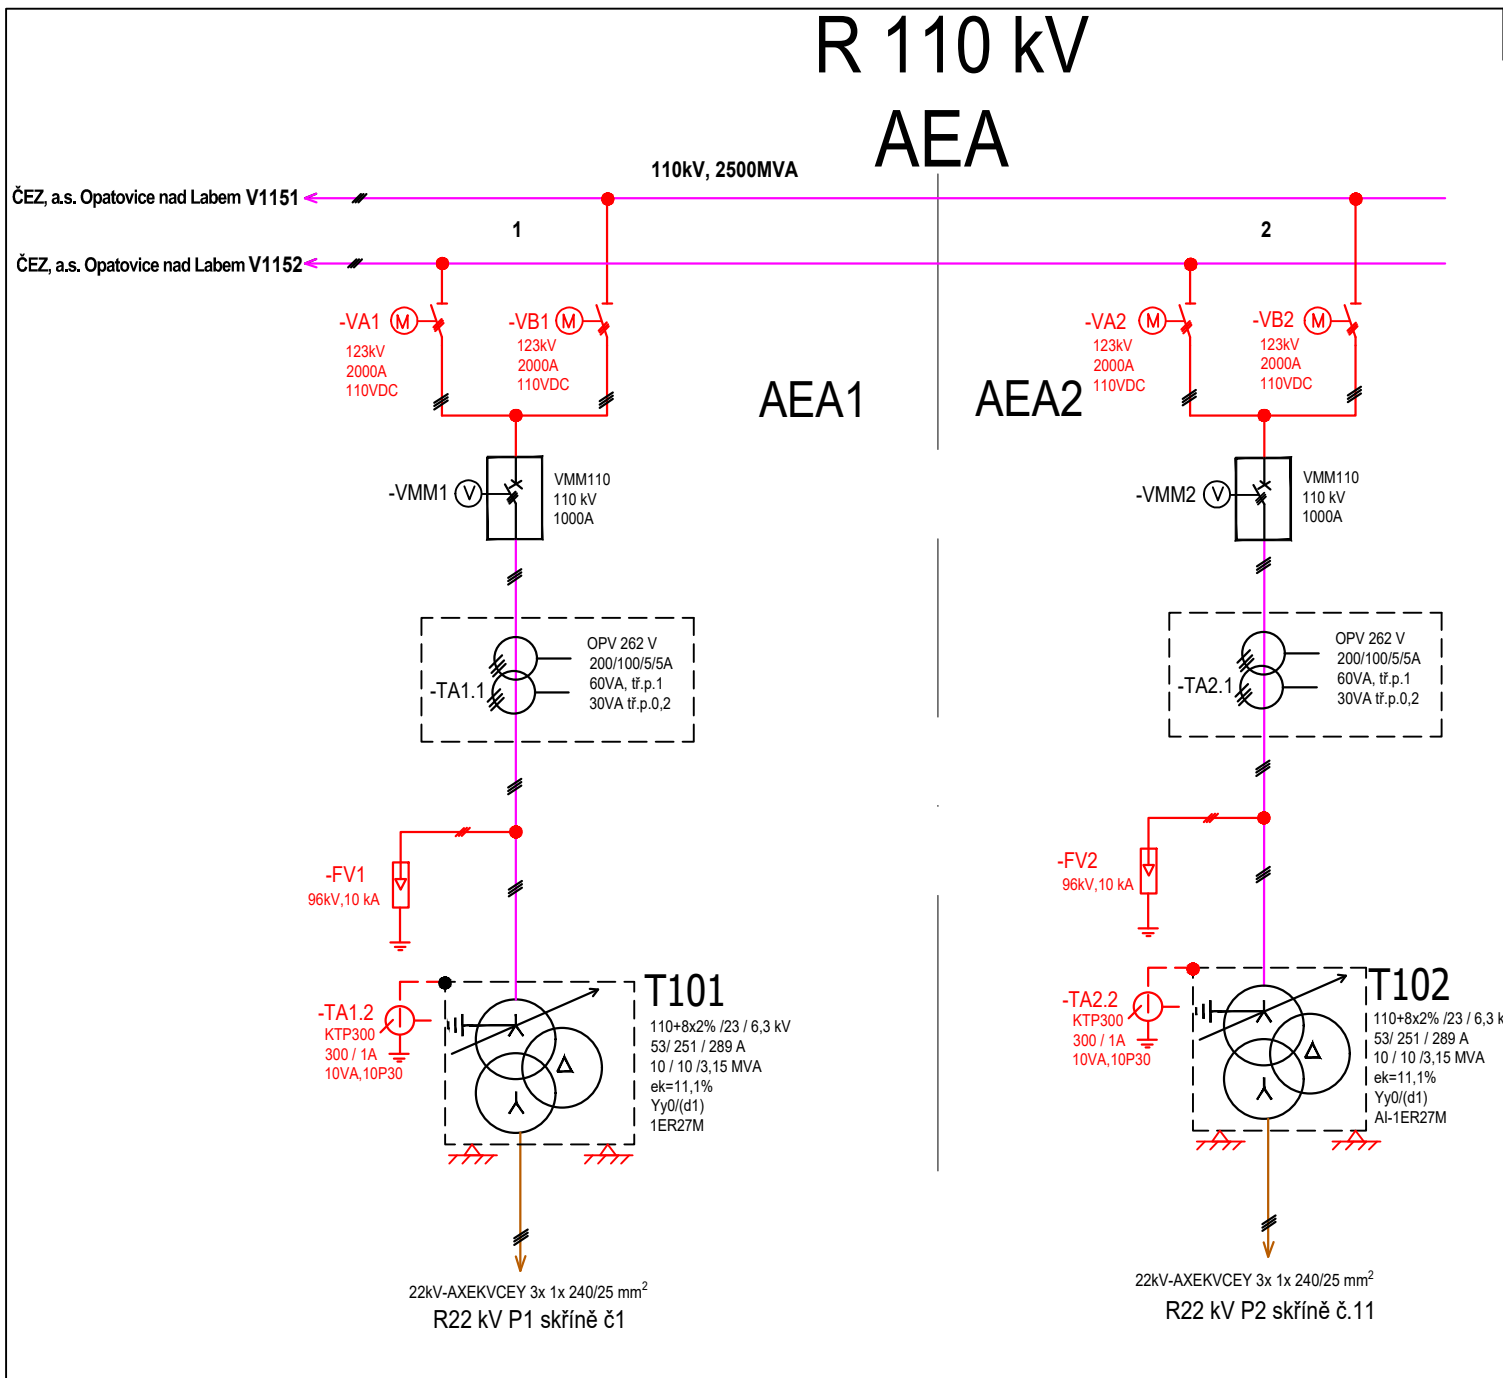 R 110 kV
AEA
110kV, 2500MVA
ČEZ, a.s. Opatovice nad Labem V1151
1
2
ČEZ, a.s. Opatovice nad Labem V1152
-VA1 M
123kV
2000A
110VDC
-VB1 M
123kV
2000A
110VDC
-VA2 M
123kV
2000A
110VDC
-VB2 M
123kV
2000A
110VDC
AEA1
AEA2
-VMM1 V
VMM110
110 kV
1000A
-VMM2 V
VMM110
110 kV
1000A
-TA1.1
OPV 262 V
200/100/5/5A
60VA, tř.p.1
30VA tř.p.0,2
-TA2.1
OPV 262 V
200/100/5/5A
60VA, tř.p.1
30VA tř.p.0,2
-FV1
96kV,10 kA
-FV2
96kV,10 kA
-TA1.2
KTP300
300 / 1A
10VA,10P30
T101
110+8x2% /23 / 6,3 kV
53/ 251 / 289 A
10 / 10 /3,15 MVA
ek=11,1%
Yy0/(d1)
1ER27M
-TA2.2
KTP300
300 / 1A
10VA,10P30
T102
110+8x2% /23 / 6,3 k
53/ 251 / 289 A
10 / 10 /3,15 MVA
ek=11,1%
Yy0/(d1)
AI-1ER27M
22kV-AXEKVCEY 3x 1x 240/25 mm²
R22 kV P1 skříně č1
22kV-AXEKVCEY 3x 1x 240/25 mm²
R22 kV P2 skříně č.11